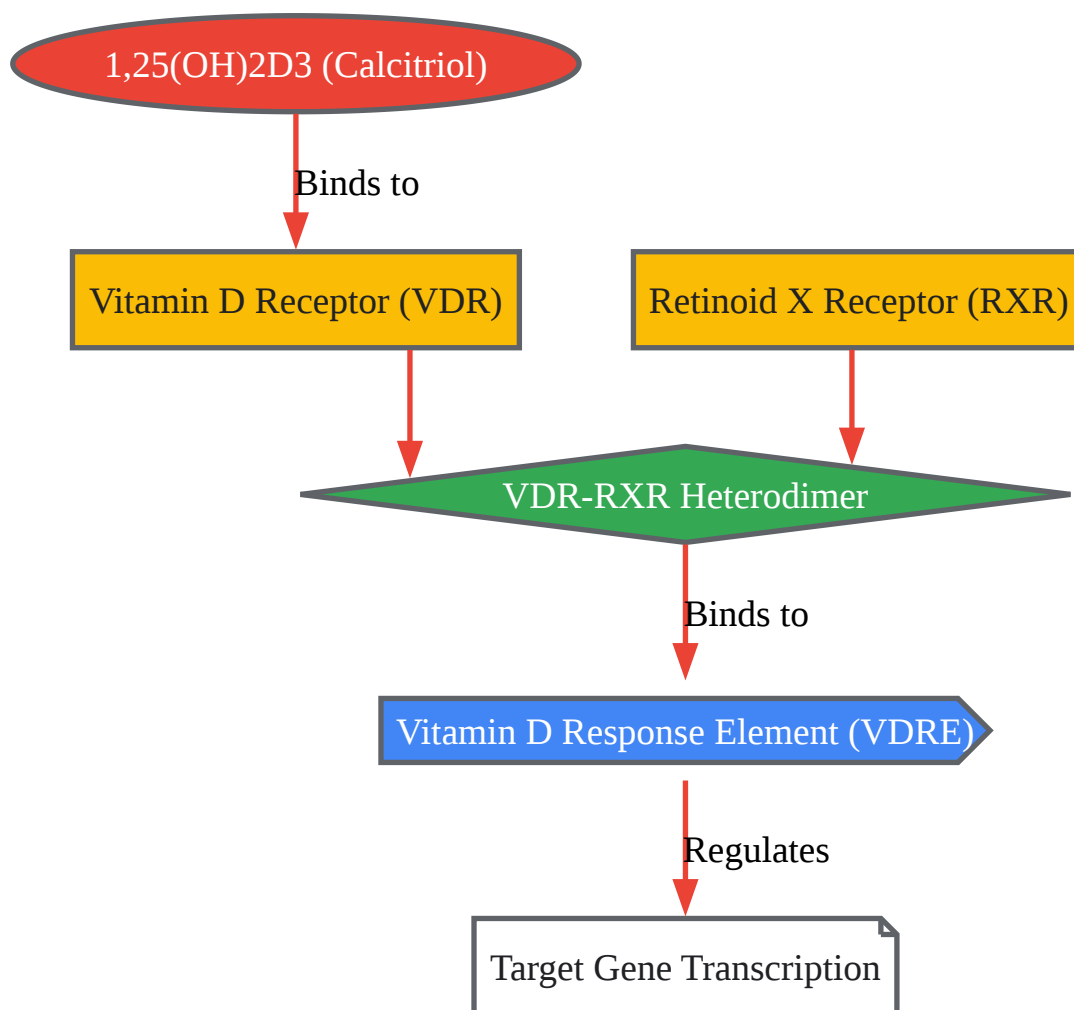 1,25(OH)2D3 (Calcitriol)
Binds to
Vitamin D Receptor (VDR)
Retinoid X Receptor (RXR)
VDR-RXR Heterodimer
Binds to
Vitamin D Response Element (VDRE)
Regulates
Target Gene Transcription